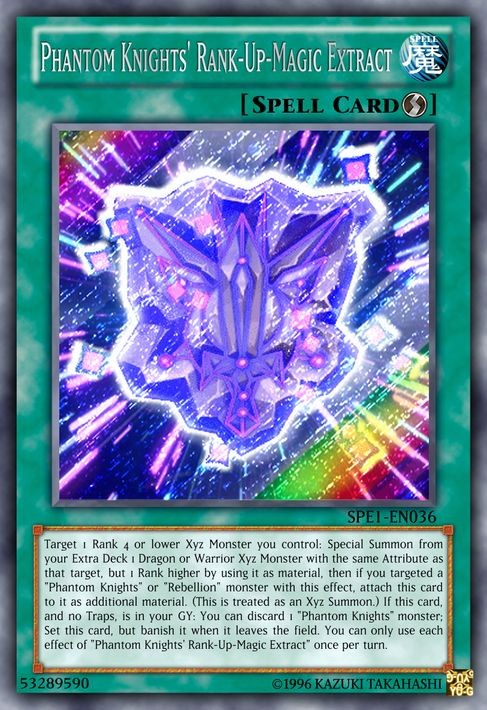 PHANTOM KNIGHTS' RANK-UP-MAGIC EXTRACT
SPELL
魔
[SPELL CARD]
SPE1-EN036
Target 1 Rank 4 or lower Xyz Monster you control: Special Summon from
your Extra Deck 1 Dragon or Warrior Xyz Monster with the same Attribute
as that target, but 1 Rank higher by using it as material, then if you targeted
a "Phantom Knights" or "Rebellion" monster with this effect, attach this card
to it as additional material. (This is treated as an Xyz Summon.) If this card,
and no Traps, is in your GY: You can discard 1 "Phantom Knights" monster;
Set this card, but banish it when it leaves the field. You can only use each
effect of "Phantom Knights' Rank-Up-Magic Extract" once per turn.
53289590
©1996 KAZUKI TAKAHASHI